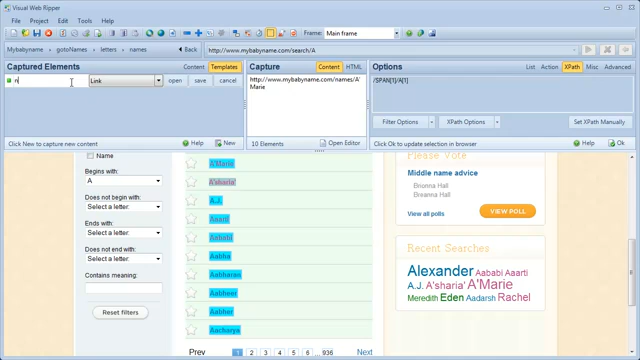 Visual Web Ripper
File Project Edit Tools Help
Frame: Main frame
Mybabyname gotoNames letters names Back http://www.mybabyname.com/search/A
Captured Elements Content Templates
Capture Content HTML
Options List Action XPath Misc Advanced
n Link open save cancel
http://www.mybabyname.com/names/A'
Marie
/SPAN[1]/A[1]
Filter Options XPath Options Set XPath Manually
Help New
10 Elements Open Editor
Help Ok
Click New to capture new content
Click Ok to update selection in browser
Name
Begins with:
A
Does not begin with:
Select a letter:
Ends with:
Select a letter:
Does not end with:
Select a letter:
Contains meaning:
Reset filters
A'Marie
A'sharia'
A.J.
Aaarti
Aababi
Aabha
Aabharan
Aabheer
Aabher
Aacharya
Prev 1 2 3 4 5 6 ... 936 Next
Please Vote
Middle name advice
Brionna Hall
Breanna Hall
View all polls VIEW POLL
Recent Searches
Alexander Aababi Aaarti
A.J. A'sharia' A'Marie
Meredith Eden Aadarsh Rachel